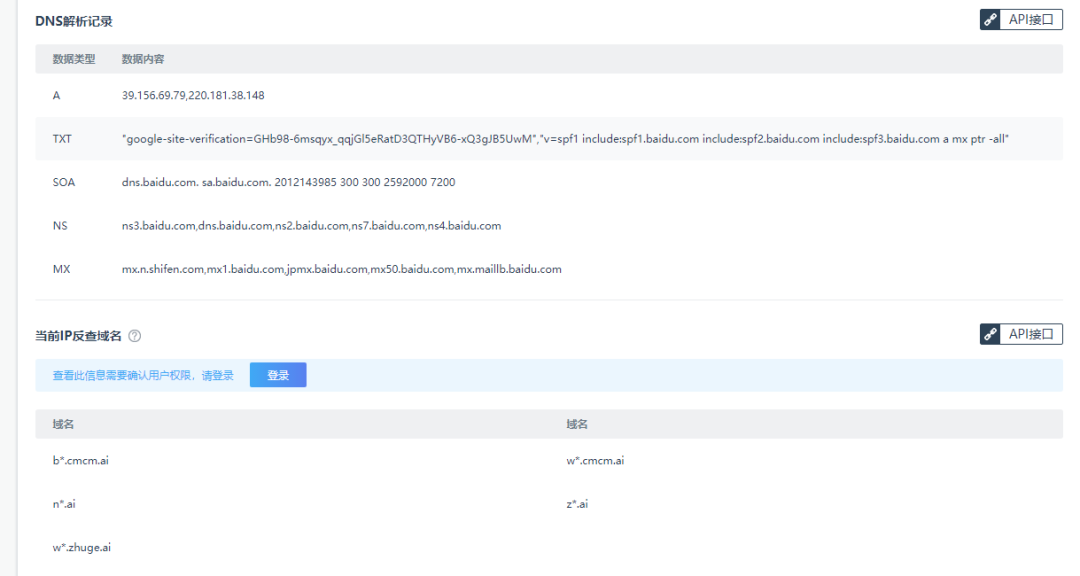 DNS解析记录 API接口
数据类型 数据内容
A 39.156.69.79,220.181.38.148
TXT "google-site-verification=GHb98-6msqyx_qqjGl5eRatD3QTHyVB6-xQ3gJB5UwM","v=spf1 include:spf1.baidu.com include:spf2.baidu.com include:spf3.baidu.com a mx ptr -all"
SOA dns.baidu.com. sa.baidu.com. 2012143985 300 300 2592000 7200
NS ns3.baidu.com,dns.baidu.com,ns2.baidu.com,ns7.baidu.com,ns4.baidu.com
MX mx.n.shifen.com,mx1.baidu.com,jpmx.baidu.com,mx50.baidu.com,mx.maillb.baidu.com
当前IP反查域名 ? API接口
查看此信息需要确认用户权限，请登录 登录
域名 域名
b*.cmcm.ai w*.cmcm.ai
n*.ai z*.ai
w*.zhuge.ai